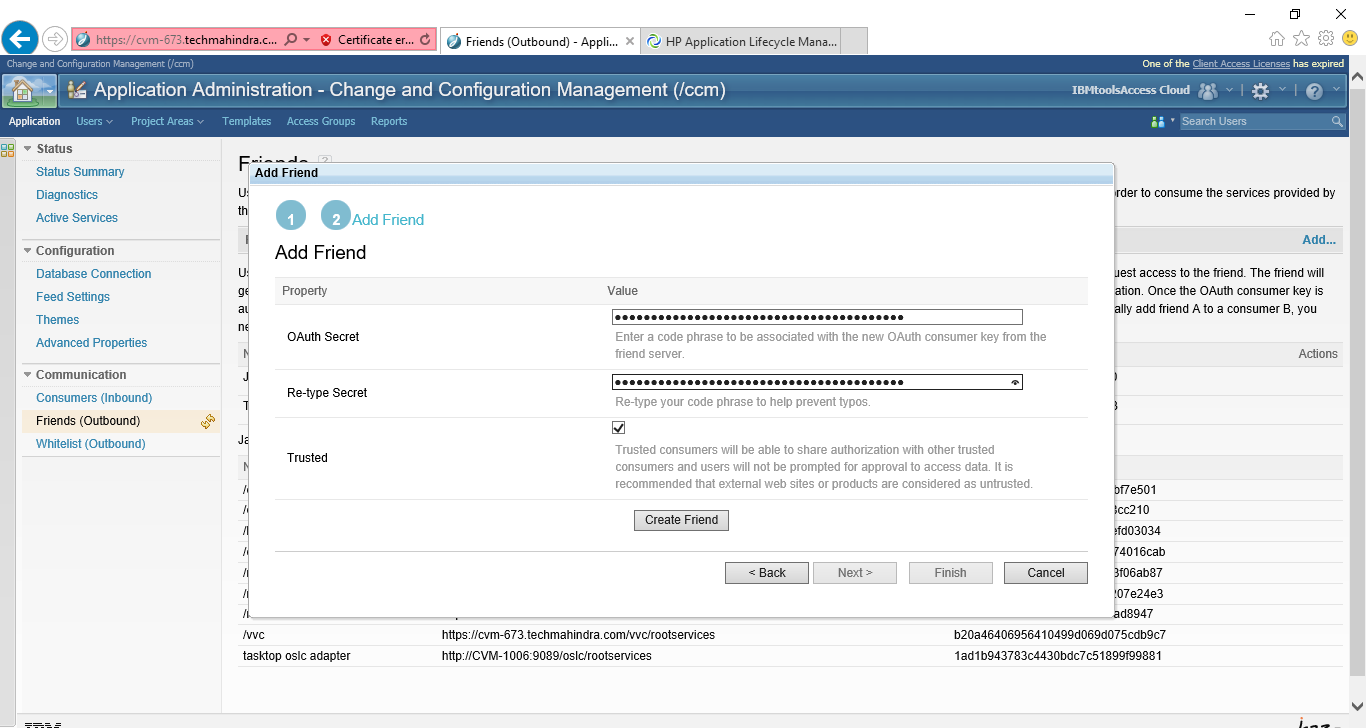 https://cvm-673.techmahindra.c...
Certificate er...
Friends (Outbound) - Appli...
HP Application Lifecycle Mana...
Change and Configuration Management (/ccm)
One of the Client Access Licenses has expired
Application Administration - Change and Configuration Management (/ccm)
IBMtoolsAccess Cloud
Application Users Project Areas Templates Access Groups Reports
Search Users
Status
Status Summary
Diagnostics
Active Services
Configuration
Database Connection
Feed Settings
Themes
Advanced Properties
Communication
Consumers (Inbound)
Friends (Outbound)
Whitelist (Outbound)
Friends ?
rder to consume the services provided by
Add...
uest access to the friend. The friend will
ation. Once the OAuth consumer key is
ally add friend A to a consumer B, you
Actions
Add Friend
1 2 Add Friend
Add Friend
Property Value
OAuth Secret
••••••••••••••••••••••••••••••••••••••••
Enter a code phrase to be associated with the new OAuth consumer key from the
friend server.
Re-type Secret
••••••••••••••••••••••••••••••••••••••••
Re-type your code phrase to help prevent typos.
Trusted
Trusted consumers will be able to share authorization with other trusted
consumers and users will not be prompted for approval to access data. It is
recommended that external web sites or products are considered as untrusted.
Create Friend
< Back Next > Finish Cancel
bf7e501
3cc210
efd03034
74016cab
3f06ab87
207e24e3
ad8947
/vvc https://cvm-673.techmahindra.com/vvc/rootservices b20a46406956410499d069d075cdb9c7
tasktop oslc adapter http://CVM-1006:9089/oslc/rootservices 1ad1b943783c4430bdc7c51899f99881